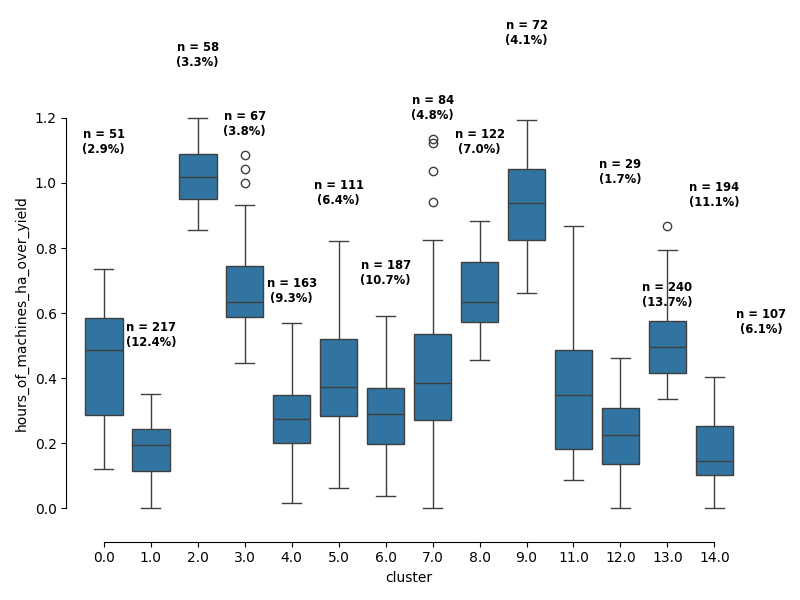 n = 72
(4.1%)
n = 58
(3.3%)
n = 84
(4.8%)
n = 67
(3.8%)
n = 51
(2.9%)
n = 122
(7.0%)
n = 29
(1.7%)
n = 111
(6.4%)
n = 194
(11.1%)
n = 187
(10.7%)
n = 163
(9.3%)
n = 240
(13.7%)
n = 217
(12.4%)
n = 107
(6.1%)
1.2
1.0
0.8
0.6
0.4
0.2
0.0
hours_of_machines_ha_over_yield
0.0 1.0 2.0 3.0 4.0 5.0 6.0 7.0 8.0 9.0 11.0 12.0 13.0 14.0
cluster